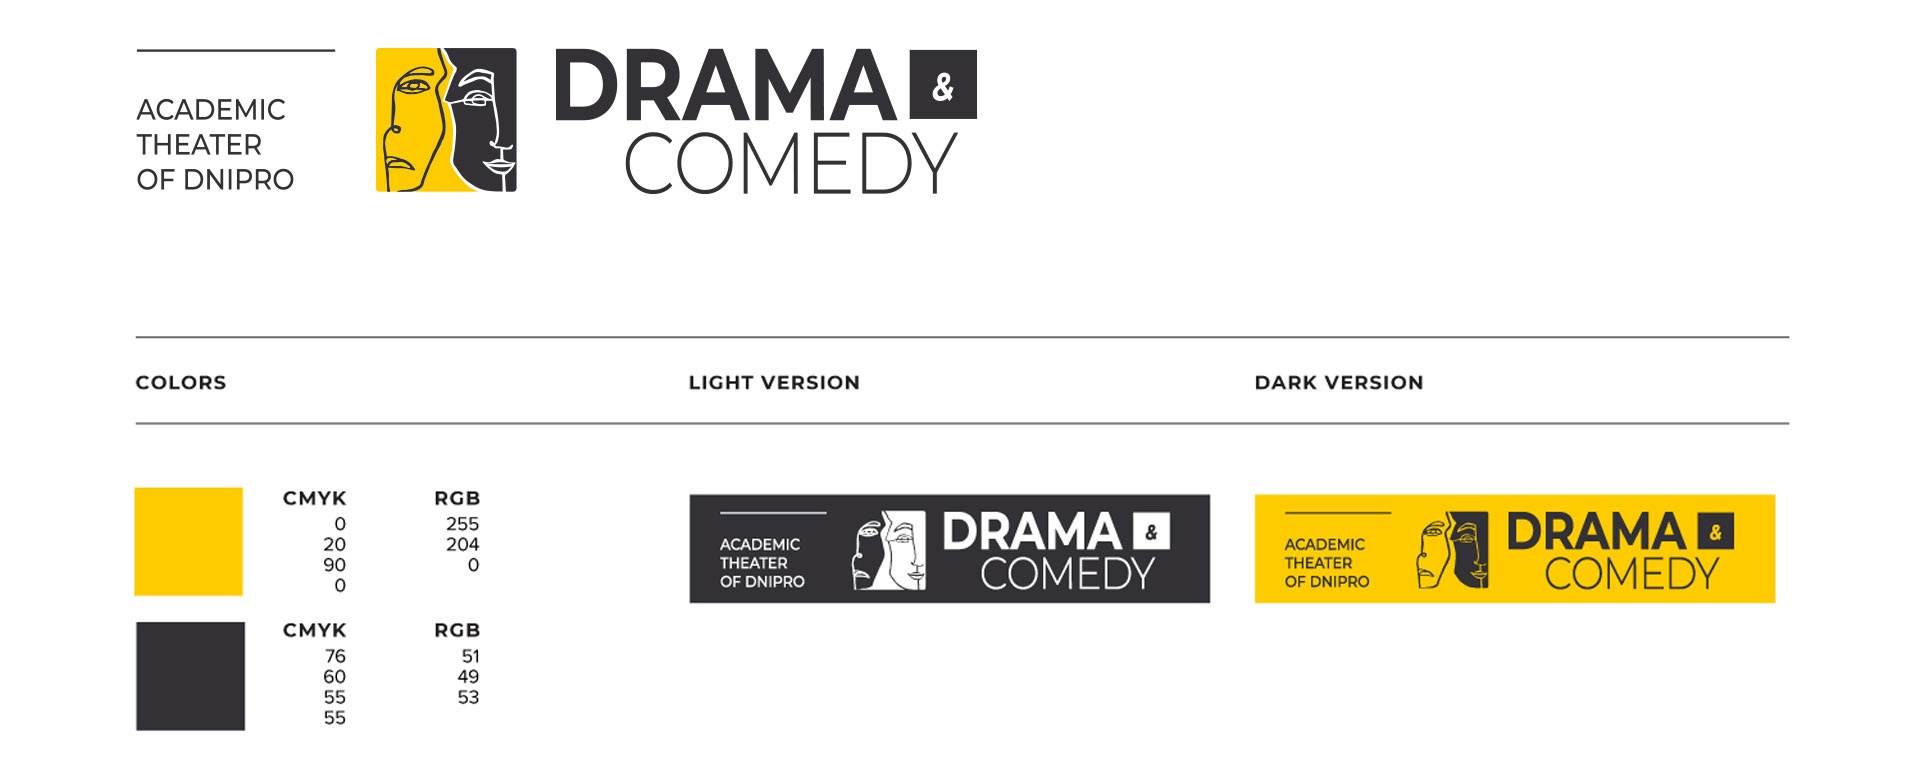 ACADEMIC
THEATER
OF DNIPRO
DRAMA &
COMEDY
COLORS
LIGHT VERSION
DARK VERSION
CMYK
0
20
90
0
RGB
255
204
0
CMYK
76
60
55
55
RGB
51
49
53
ACADEMIC
THEATER
OF DNIPRO
DRAMA &
COMEDY
ACADEMIC
THEATER
OF DNIPRO
DRAMA &
COMEDY